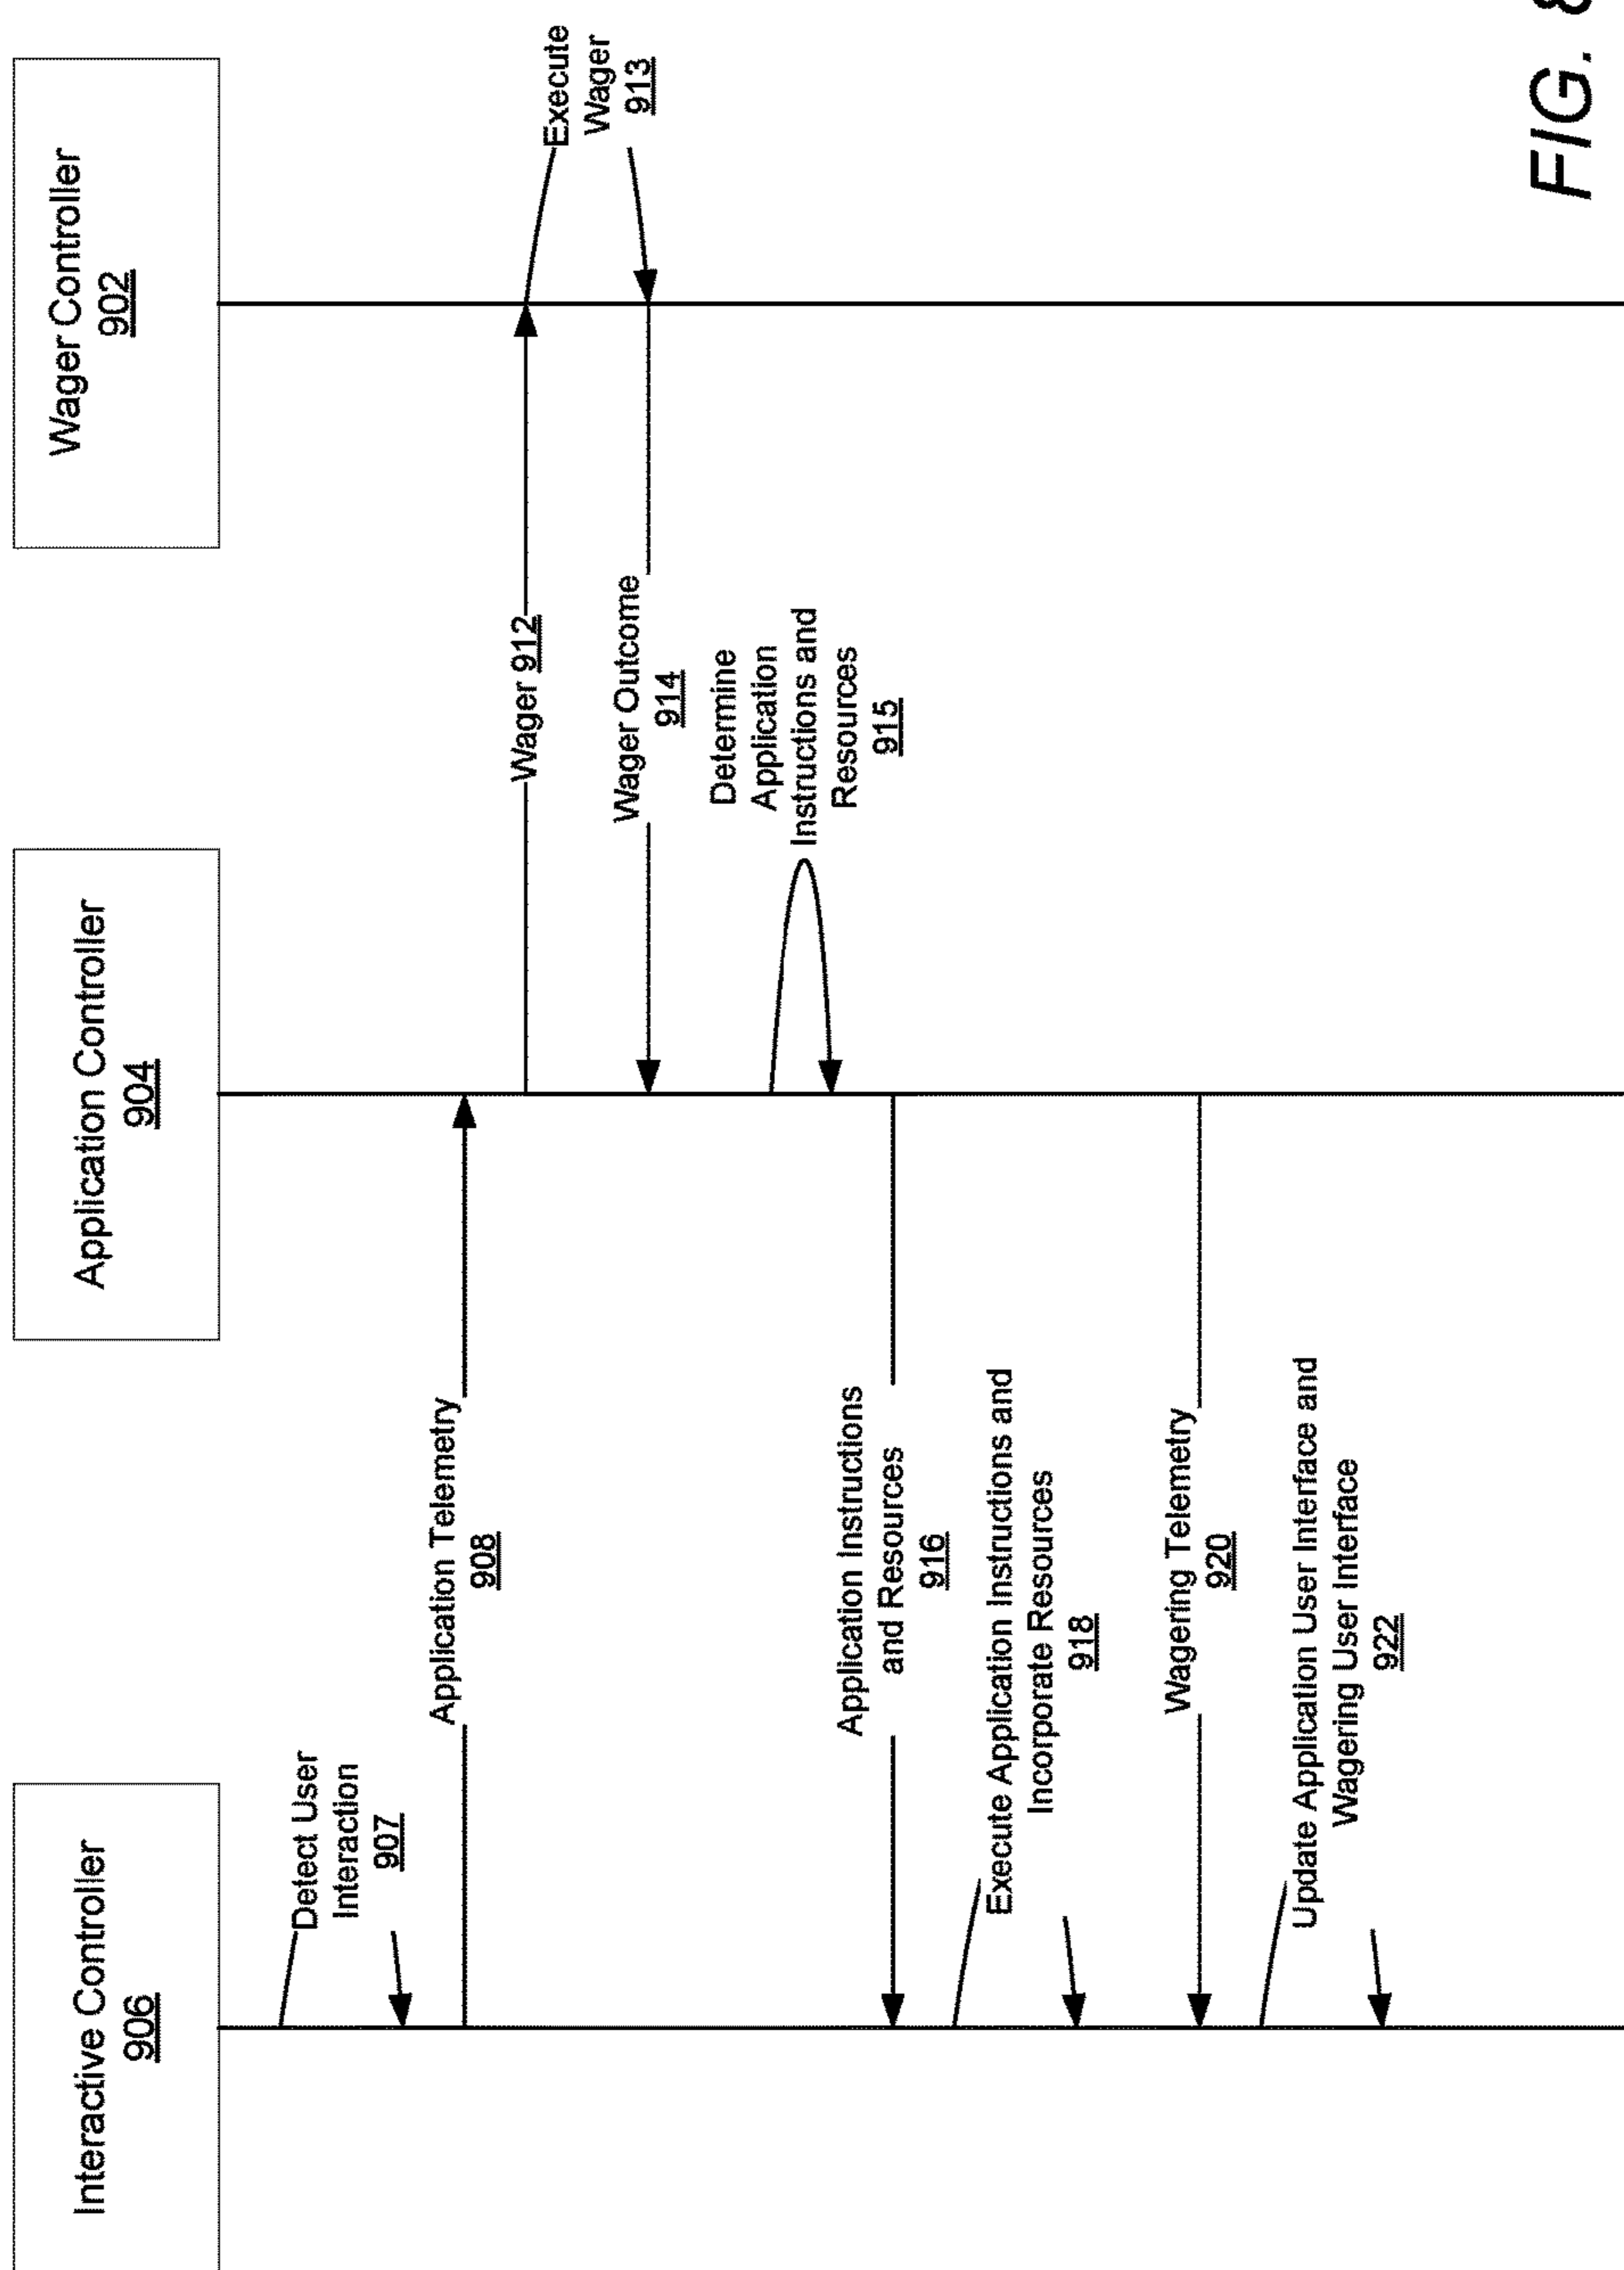 Interactive Controller
906
Application Controller
904
Wager Controller
902
Detect User
Interaction
907
Application Telemetry
908
Wager 912
Execute
Wager
913
Wager Outcome
914
Determine
Application
Instructions and
Resources
915
Application Instructions
and Resources
916
Execute Application Instructions and
Incorporate Resources
918
Wagering Telemetry
920
Update Application User Interface and
Wagering User Interface
922
FIG. 8